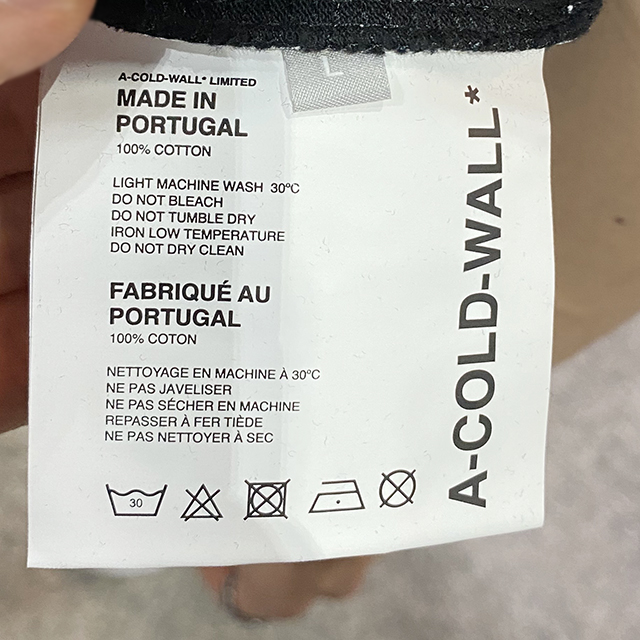 A-COLD-WALL* LIMITED
MADE IN
PORTUGAL
100% COTTON
LIGHT MACHINE WASH 30ºC
DO NOT BLEACH
DO NOT TUMBLE DRY
IRON LOW TEMPERATURE
DO NOT DRY CLEAN
FABRIQUÉ AU
PORTUGAL
100% COTON
NETTOYAGE EN MACHINE À 30ºC
NE PAS JAVELISER
NE PAS SÉCHER EN MACHINE
REPASSER À FER TIÈDE
NE PAS NETTOYER À SEC
30
A-COLD-WALL*
L